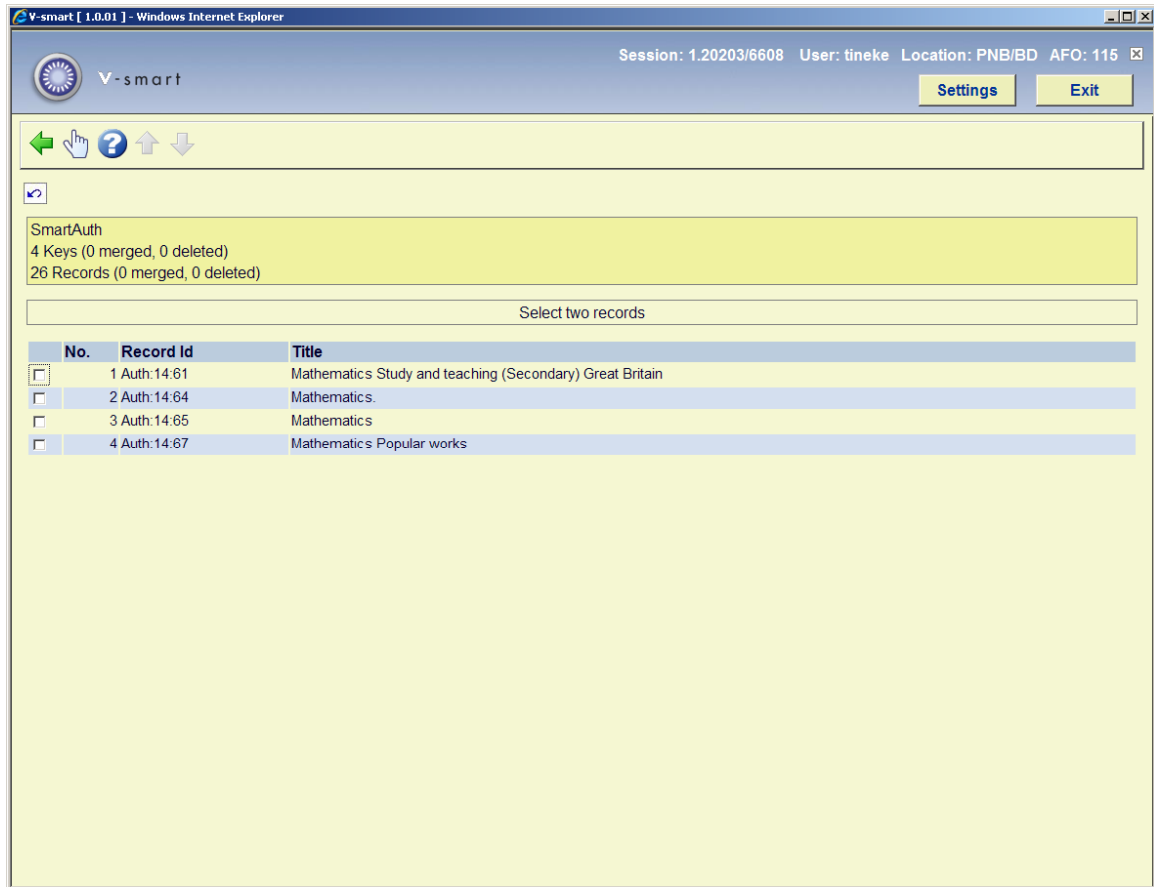 V-smart [ 1.0.01 ] - Windows Internet Explorer
Session: 1.20203/6608 User: tineke Location: PNB/BD AFO: 115
V-smart
Settings Exit
SmartAuth
4 Keys (0 merged, 0 deleted)
26 Records (0 merged, 0 deleted)
Select two records
No. Record Id Title
1 Auth:14:61 Mathematics Study and teaching (Secondary) Great Britain
2 Auth:14:64 Mathematics.
3 Auth:14:65 Mathematics
4 Auth:14:67 Mathematics Popular works